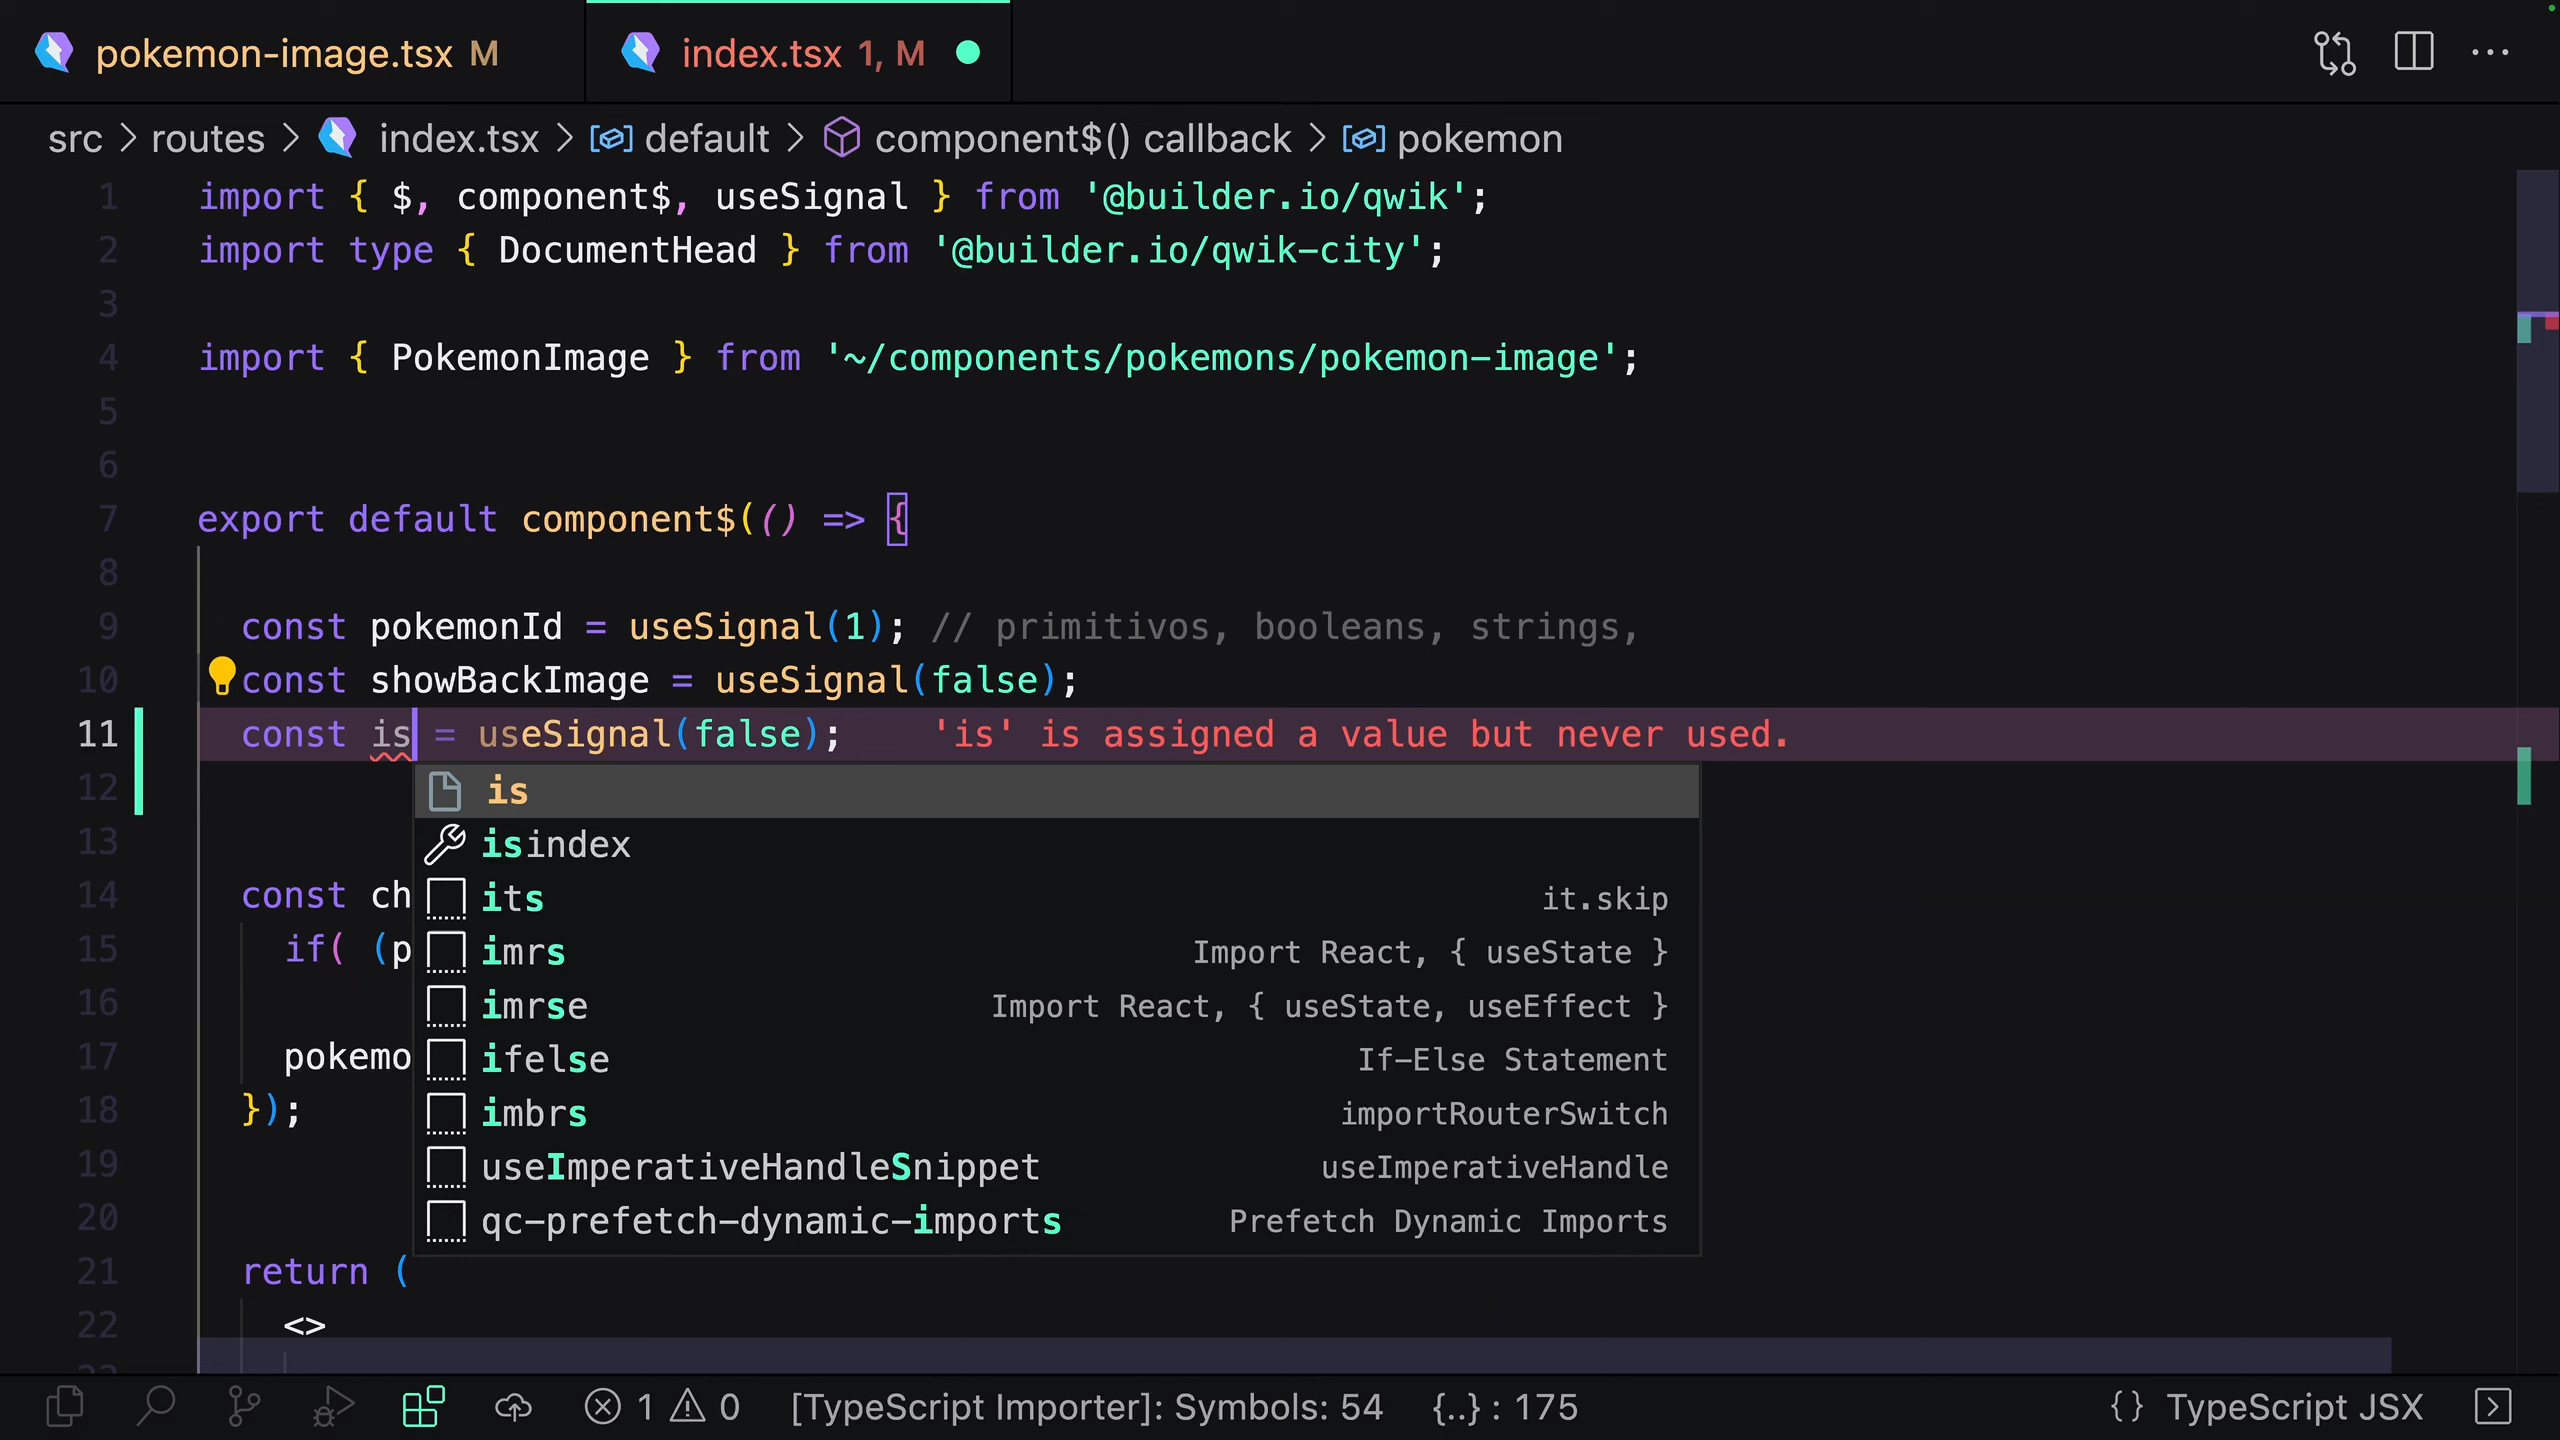 pokemon-image.tsx M
index.tsx 1, M
src > routes > index.tsx > default > component$() callback > pokemon
1 import { $, component$, useSignal } from '@builder.io/qwik';
2 import type { DocumentHead } from '@builder.io/qwik-city';
3
4 import { PokemonImage } from '~/components/pokemons/pokemon-image';
5
6
7 export default component$(() => {
8
9 const pokemonId = useSignal(1); // primitivos, booleans, strings,
10 const showBackImage = useSignal(false);
11 const is = useSignal(false); 'is' is assigned a value but never used.
12
is
13
isindex
14 const ch
its it.skip
15 if( (p
imrs Import React, { useState }
16
imrse Import React, { useState, useEffect }
17 pokemo
ifelse If-Else Statement
18 });
imbrs importRouterSwitch
19
useImperativeHandleSnippet useImperativeHandle
20
qc-prefetch-dynamic-imports Prefetch Dynamic Imports
21 return (
22 <>
1 0 [TypeScript Importer]: Symbols: 54 {..} : 175 {} TypeScript JSX